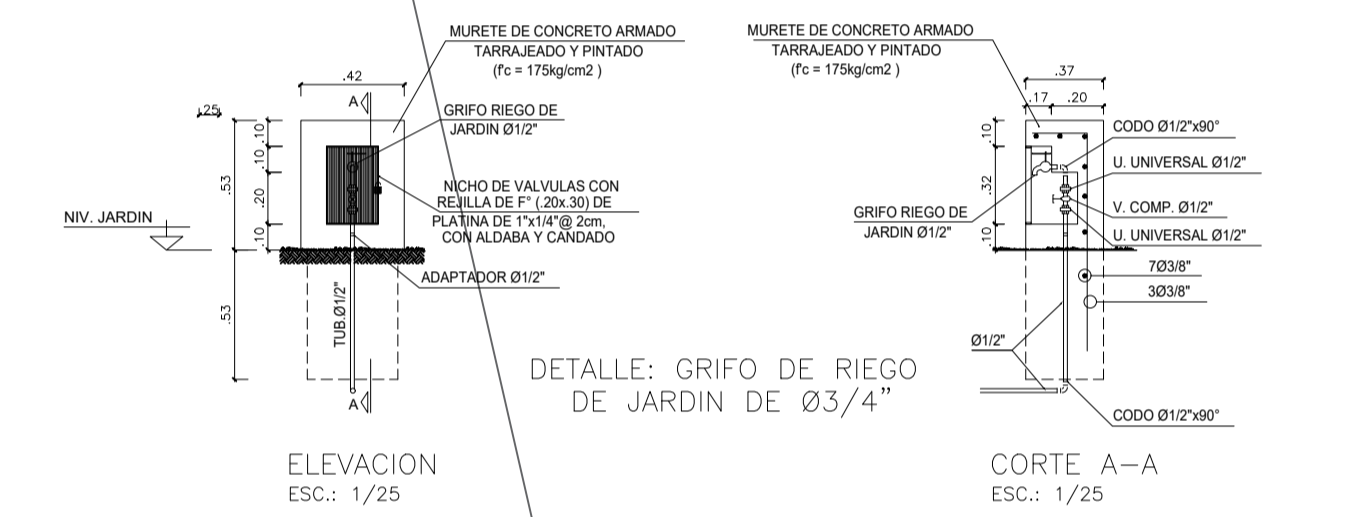 MURETE DE CONCRETO ARMADO
TARRAJEADO Y PINTADO
(f'c = 175kg/cm2 )
.42
A
GRIFO RIEGO DE
JARDIN Ø1/2"
.25
.10
.10
.20
.10
.53
.53
NICHO DE VALVULAS CON
REJILLA DE F° (.20x.30) DE
PLATINA DE 1"x1/4"@ 2cm,
CON ALDABA Y CANDADO
NIV. JARDIN
ADAPTADOR Ø1/2"
TUB.Ø1/2"
A
ELEVACION
ESC.: 1/25
DETALLE: GRIFO DE RIEGO
DE JARDIN DE Ø3/4”
MURETE DE CONCRETO ARMADO
TARRAJEADO Y PINTADO
(f'c = 175kg/cm2 )
.37
.17
.20
.10
.32
.10
CODO Ø1/2"x90°
U. UNIVERSAL Ø1/2"
V. COMP. Ø1/2"
U. UNIVERSAL Ø1/2"
GRIFO RIEGO DE
JARDIN Ø1/2"
7Ø3/8"
3Ø3/8"
Ø1/2"
CODO Ø1/2"x90°
CORTE A-A
ESC.: 1/25